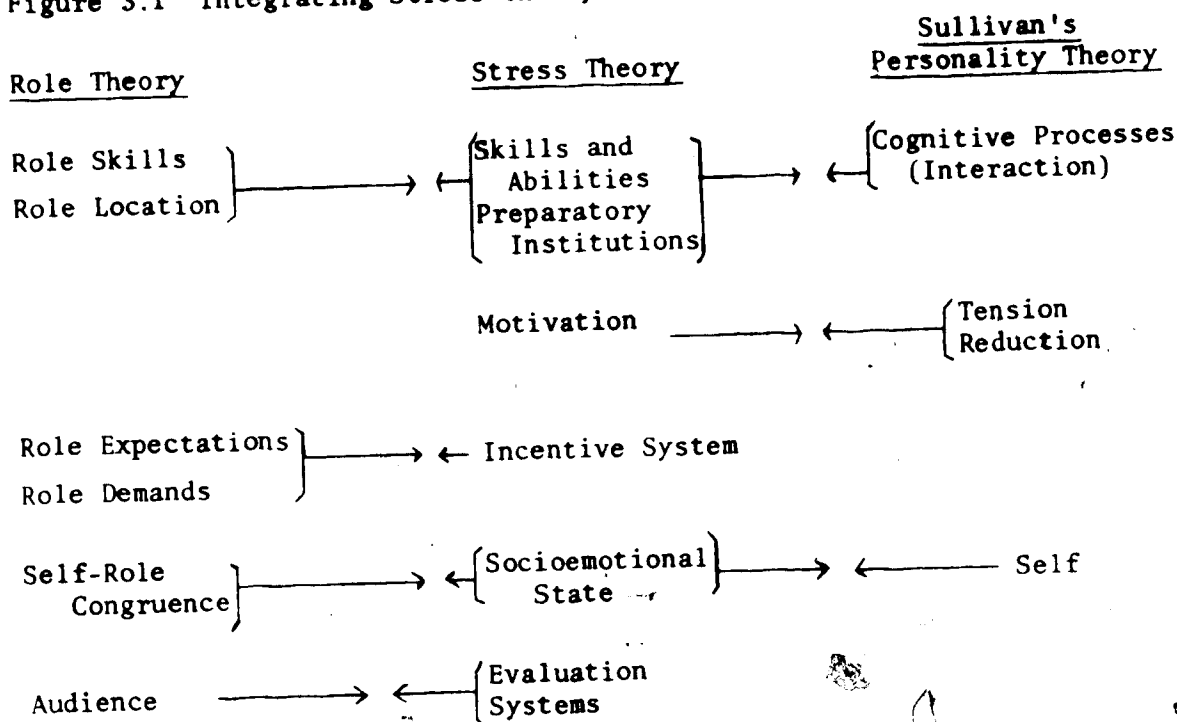 Figure 3.1 Integrating Stress
Sullivan's
Role Theory Stress Theory Personality Theory
Role Skills Skills and Cognitive Processes
Abilities (Interaction)
Role Location Preparatory
Institutions
Motivation Tension
Reduction
Role Expectations Incentive System
Role Demands
Self-Role Socioemotional Self
Congruence State
Audience Evaluation
Systems